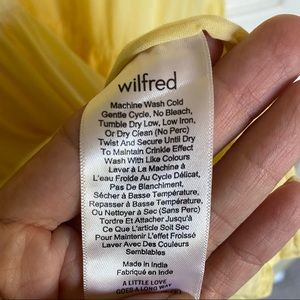 wilfred
Machine Wash Cold
Gentle Cycle, No Bleach,
Tumble Dry Low, Low Iron,
Or Dry Clean (No Perc)
Twist And Secure Until Dry
To Maintain Crinkle Effect
Wash With Like Colours
Laver À La Machine À
L'eau Froide Au Cycle Délicat,
Pas De Blanchiment,
Sécher à Basse Température,
Repasser à Basse Température,
Ou Nettoyer à Sec (Sans Perc)
Tordre Et Attacher Jusqu'à
Ce Que L'article Soit Sec
Pour Maintenir L'effet Froissé
Laver Avec Des Couleurs
Semblables
Made in India
Fabriqué en Inde
A LITTLE LOVE
GOES A LONG WAY